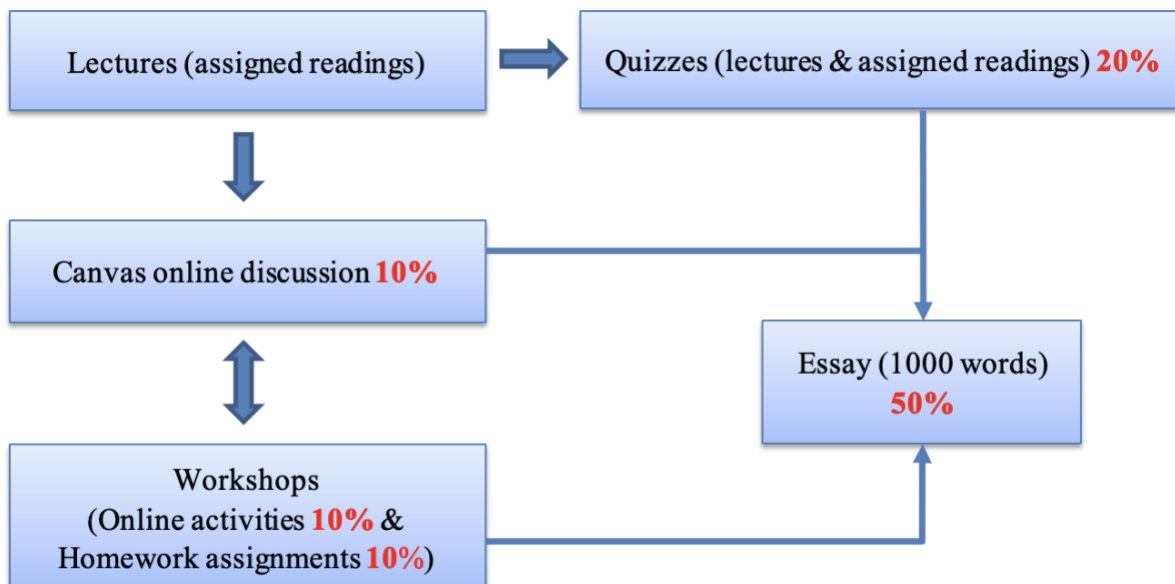 Lectures (assigned readings)
Quizzes (lectures & assigned readings) 20%
Canvas online discussion 10%
Essay (1000 words)
50%
Workshops
(Online activities 10% &
Homework assignments 10%)